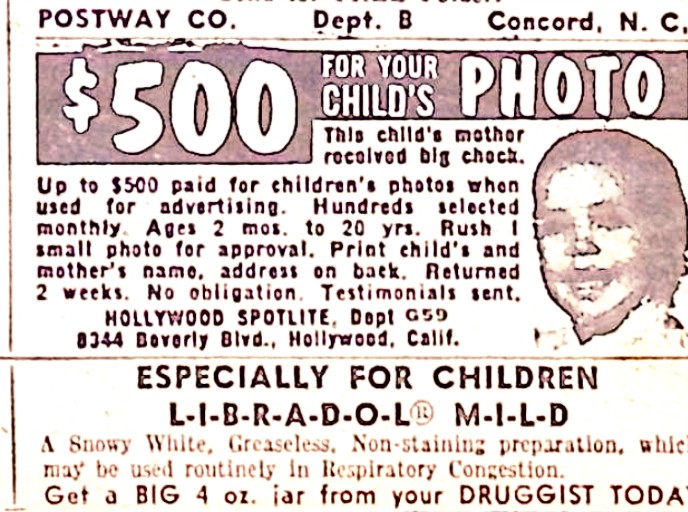 POSTWAY CO. Dept. B Concord, N. C.
$500 FOR YOUR CHILD'S PHOTO
This child's mother
received big check.
Up to $500 paid for children's photos when
used for advertising. Hundreds selected
monthly. Ages 2 mos. to 20 yrs. Rush 1
small photo for approval. Print child's and
mother's name, address on back. Returned
2 weeks. No obligation. Testimonials sent.
HOLLYWOOD SPOTLITE, Dept G59
8344 Beverly Blvd., Hollywood, Calif.
ESPECIALLY FOR CHILDREN
L-I-B-R-A-D-O-L® M-I-L-D
A Snowy White, Greaseless, Non-staining preparation, whic
may be used routinely in Respiratory Congestion.
Get a BIG 4 oz. jar from your DRUGGIST TODA